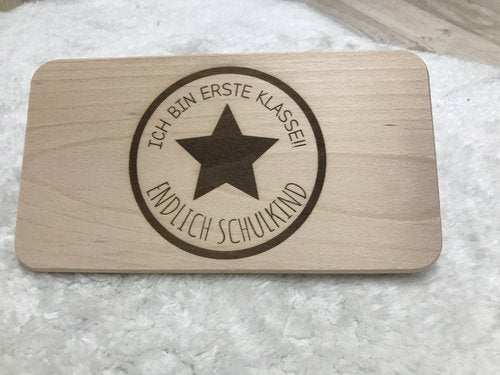 ICH BIN ERSTE KLASSE!!
ENDLICH SCHULKIND